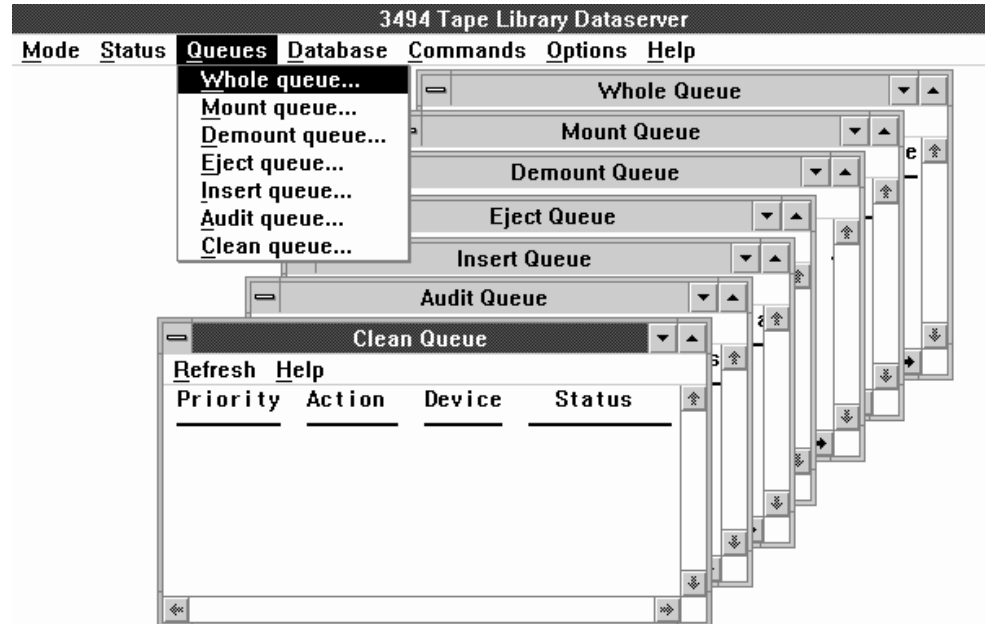 3494 Tape Library Dataserver
Mode Status Queues Database Commands Options Help
Whole queue...
Mount queue...
Demount queue...
Eject queue...
Insert queue...
Audit queue...
Clean queue...
Whole Queue
Mount Queue
Demount Queue
Eject Queue
Insert Queue
Audit Queue
Clean Queue
Refresh Help
Priority Action Device Status